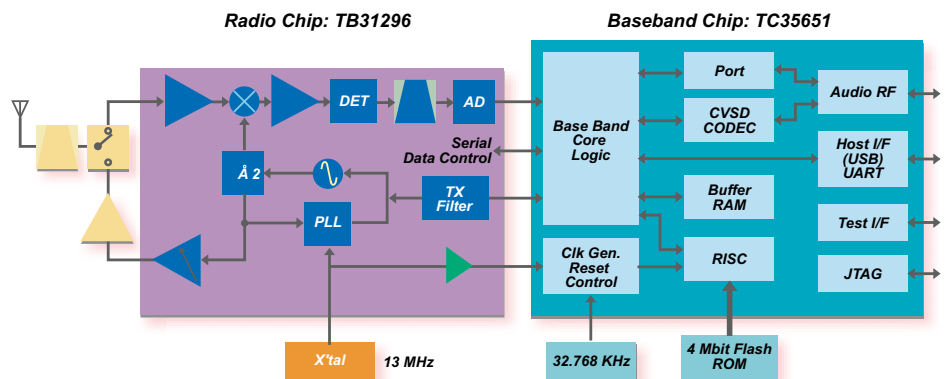 Radio Chip: TB31296
Baseband Chip: TC35651
DET
AD
Serial
Data Control
Å 2
PLL
TX
Filter
X'tal
13 MHz
Base Band
Core
Logic
Port
CVSD
CODEC
Audio RF
Host I/F
(USB)
UART
Buffer
RAM
Test I/F
Clk Gen.
Reset
Control
RISC
JTAG
32.768 KHz
4 Mbit Flash
ROM